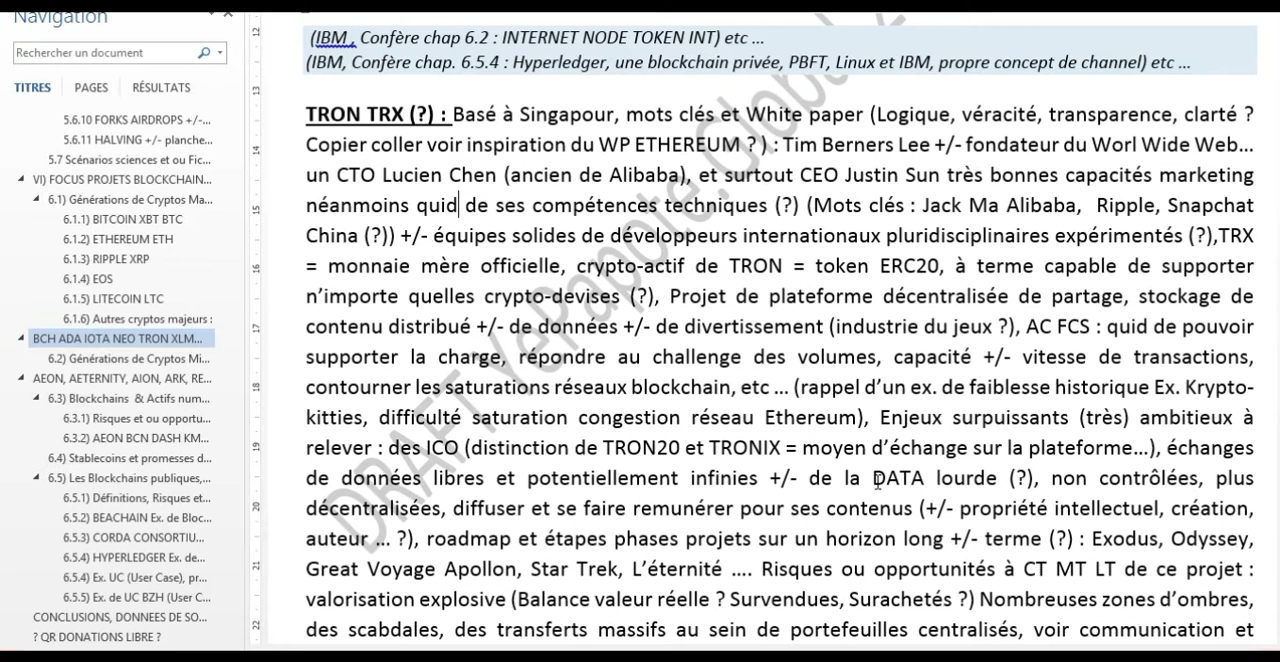 Navigation
Rechercher un document
TITRES PAGES RÉSULTATS
5.6.10 FORKS AIRDROPS +/-...
5.6.11 HALVING +/- planche...
5.7 Scénarios sciences et ou Fic...
VI) FOCUS PROJETS BLOCKCHAIN...
6.1) Générations de Cryptos Ma...
6.1.1) BITCOIN XBT BTC
6.1.2) ETHEREUM ETH
6.1.3) RIPPLE XRP
6.1.4) EOS
6.1.5) LITECOIN LTC
6.1.6) Autres cryptos majeurs :
BCH ADA IOTA NEO TRON XLM...
6.2) Générations de Cryptos Mi...
AEON, AETERNITY, AION, ARK, RE...
6.3) Blockchains & Actifs num...
6.3.1) Risques et ou opportu...
6.3.2) AEON BCN DASH KM...
6.4) Stablecoins et promesses d...
6.5) Les Blockchains publiques,...
6.5.1) Définitions, Risques et...
6.5.2) BEACHAIN Ex. de Bloc...
6.5.3) CORDA CONSORTIU...
6.5.4) HYPERLEDGER Ex. de...
6.5.4) Ex. UC (User Case), pr...
6.5.5) Ex. de UC BZH (User C...
CONCLUSIONS, DONNEES DE SO...
? QR DONATIONS LIBRE ?
12
13
14
15
16
17
18
19
20
21
22
(IBM , Confère chap 6.2 : INTERNET NODE TOKEN INT) etc ...
(IBM, Confère chap. 6.5.4 : Hyperledger, une blockchain privée, PBFT, Linux et IBM, propre concept de channel) etc ...
TRON TRX (?) : Basé à Singapour, mots clés et White paper (Logique, véracité, transparence, clarté ?
Copier coller voir inspiration du WP ETHEREUM ? ) : Tim Berners Lee +/- fondateur du Worl Wide Web...
un CTO Lucien Chen (ancien de Alibaba), et surtout CEO Justin Sun très bonnes capacités marketing
néanmoins quid de ses compétences techniques (?) (Mots clés : Jack Ma Alibaba, Ripple, Snapchat
China (?)) +/- équipes solides de développeurs internationaux pluridisciplinaires expérimentés (?),TRX
= monnaie mère officielle, crypto-actif de TRON = token ERC20, à terme capable de supporter
n'importe quelles crypto-devises (?), Projet de plateforme décentralisée de partage, stockage de
contenu distribué +/- de données +/- de divertissement (industrie du jeux ?), AC FCS : quid de pouvoir
supporter la charge, répondre au challenge des volumes, capacité +/- vitesse de transactions,
contourner les saturations réseaux blockchain, etc ... (rappel d'un ex. de faiblesse historique Ex. Krypto-
kitties, difficulté saturation congestion réseau Ethereum), Enjeux surpuissants (très) ambitieux à
relever : des ICO (distinction de TRON20 et TRONIX = moyen d'échange sur la plateforme...), échanges
de données libres et potentiellement infinies +/- de la DATA lourde (?), non contrôlées, plus
décentralisées, diffuser et se faire remunérer pour ses contenus (+/- propriété intellectuel, création,
auteur ... ?), roadmap et étapes phases projets sur un horizon long +/- terme (?) : Exodus, Odyssey,
Great Voyage Apollon, Star Trek, L'éternité .... Risques ou opportunités à CT MT LT de ce projet :
valorisation explosive (Balance valeur réelle ? Survendues, Surachetés ?) Nombreuses zones d'ombres,
des scabdales, des transferts massifs au sein de portefeuilles centralisés, voir communication et
DRAFT YePapote.Global